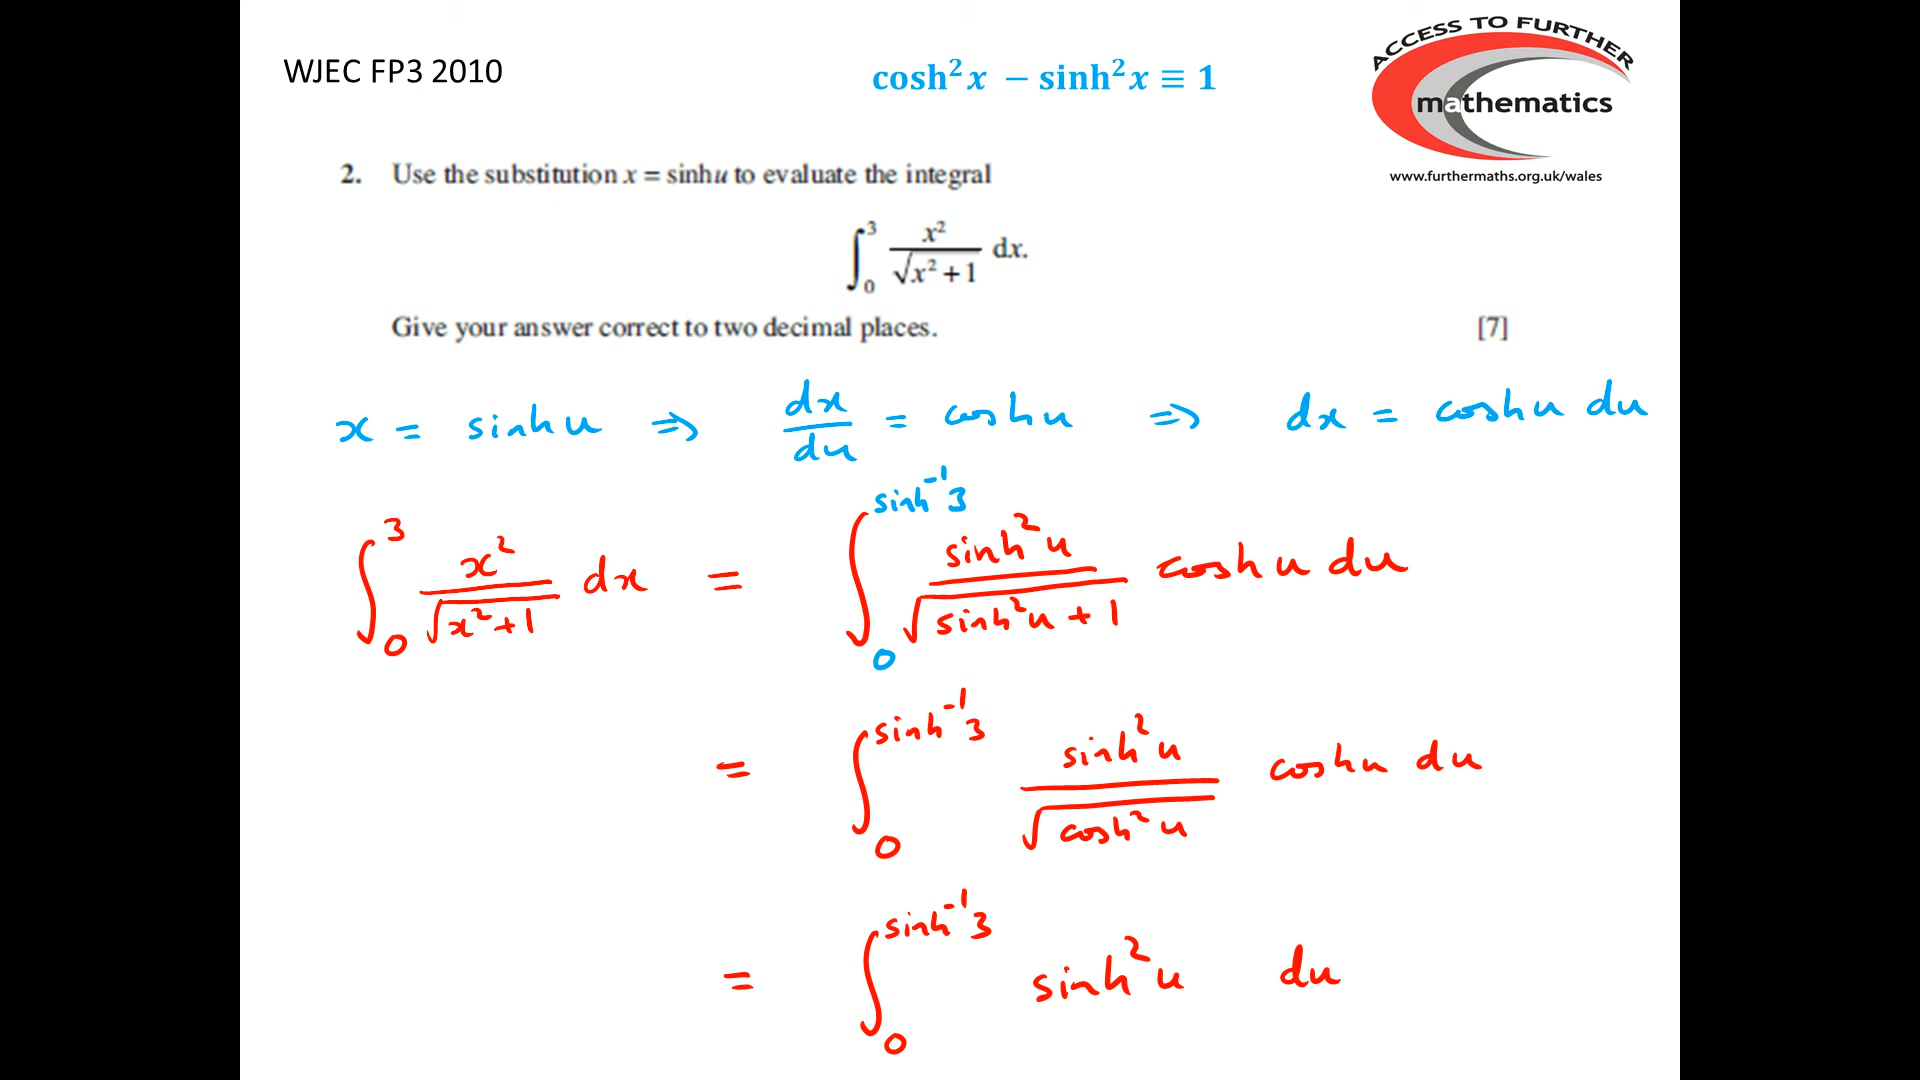 WJEC FP3 2010
cosh²x − sinh²x ≡ 1
ACCESS TO FURTHER
mathematics
www.furthermaths.org.uk/wales
2. Use the substitution x = sinhu to evaluate the integral
∫₀³ x²/√(x² + 1) dx.
Give your answer correct to two decimal places. [7]
x = sinh u ⇒ dx/du = cosh u ⇒ dx = cosh u du
∫₀³ x²/√(x²+1) dx = ∫₀^(sinh⁻¹3) sinh²u/√(sinh²u + 1) cosh u du
= ∫₀^(sinh⁻¹3) sinh²u/√(cosh²u) cosh u du
= ∫₀^(sinh⁻¹3) sinh²u du